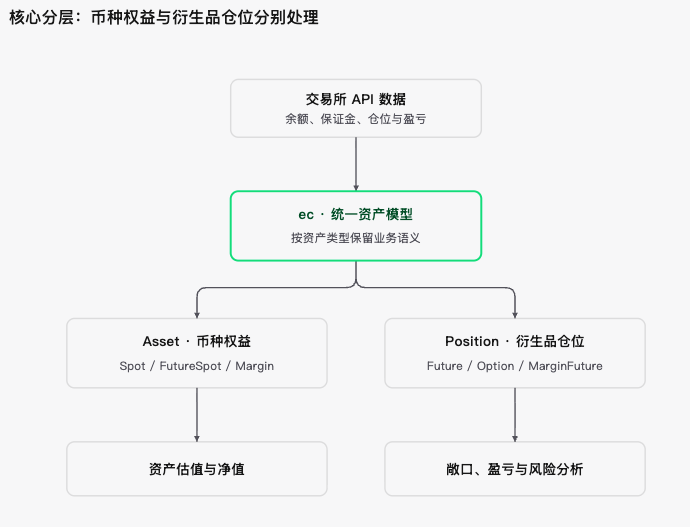 核心分层：币种权益与衍生品仓位分别处理
交易所 API 数据
余额、保证金、仓位与盈亏
ec · 统一资产模型
按资产类型保留业务语义
Asset · 币种权益
Spot / FutureSpot / Margin
Position · 衍生品仓位
Future / Option / MarginFuture
资产估值与净值
敞口、盈亏与风险分析